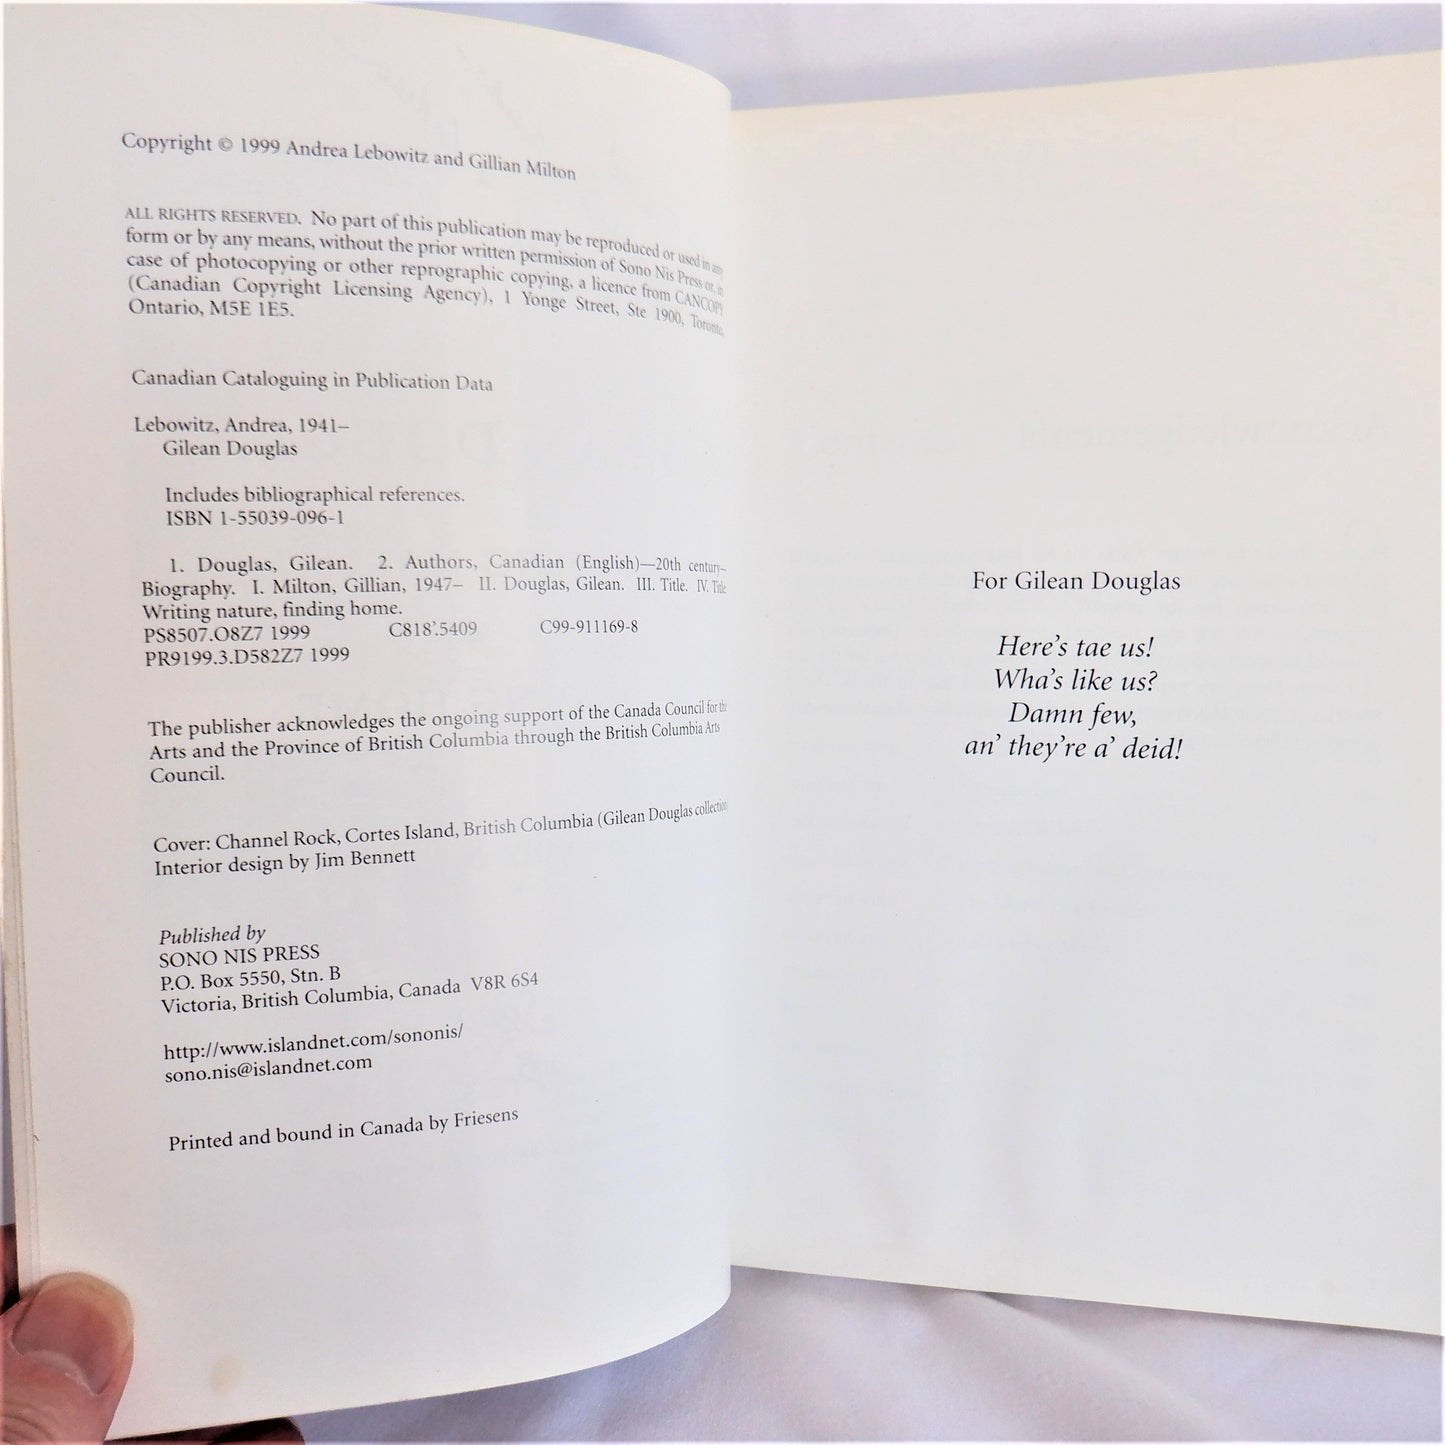 Copyright © 1999 Andrea Lebowitz and Gillian Milton
ALL RIGHTS RESERVED. No part of this publication may be reproduced or used in any
form or by any means, without the prior written permission of Sono Nis Press or, in
case of photocopying or other reprographic copying, a licence from CANCOPY
(Canadian Copyright Licensing Agency), 1 Yonge Street, Ste 1900, Toronto,
Ontario, M5E 1E5.
Canadian Cataloguing in Publication Data
Lebowitz, Andrea, 1941–
Gilean Douglas
Includes bibliographical references.
ISBN 1-55039-096-1
1. Douglas, Gilean. 2. Authors, Canadian (English)—20th century–
Biography. I. Milton, Gillian, 1947– II. Douglas, Gilean. III. Title. IV. Title
Writing nature, finding home.
PS8507.O8Z7 1999 C818'.5409 C99-911169-8
PR9199.3.D582Z7 1999
The publisher acknowledges the ongoing support of the Canada Council for the
Arts and the Province of British Columbia through the British Columbia Arts
Council.
Cover: Channel Rock, Cortes Island, British Columbia (Gilean Douglas collection)
Interior design by Jim Bennett
Published by
SONO NIS PRESS
P.O. Box 5550, Stn. B
Victoria, British Columbia, Canada V8R 6S4
http://www.islandnet.com/sononis/
sono.nis@islandnet.com
Printed and bound in Canada by Friesens
For Gilean Douglas
Here's tae us!
Wha's like us?
Damn few,
an' they're a' deid!